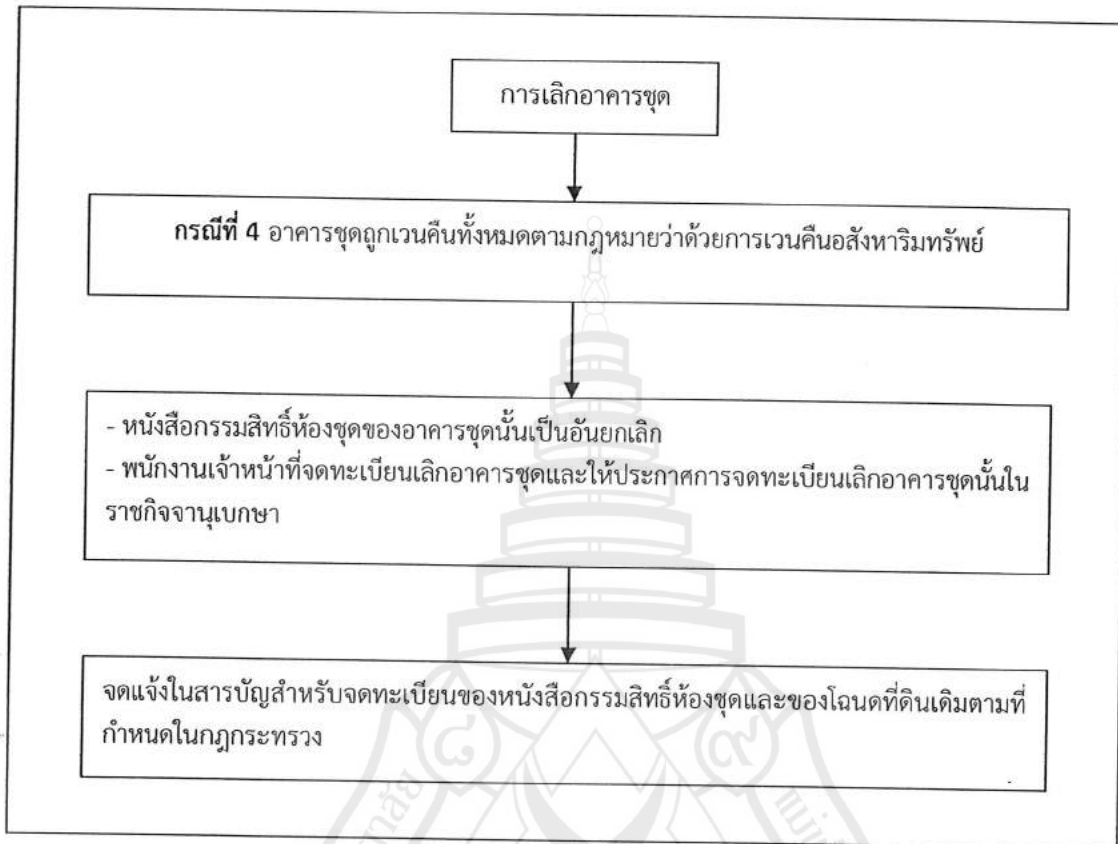 การเลิกอาคารชุด
กรณีที่ 4 อาคารชุดถูกเวนคืนทั้งหมดตามกฎหมายว่าด้วยการเวนคืนอสังหาริมทรัพย์
- หนังสือกรรมสิทธิ์ห้องชุดของอาคารชุดนั้นเป็นอันยกเลิก
- พนักงานเจ้าหน้าที่จดทะเบียนเลิกอาคารชุดและให้ประกาศการจดทะเบียนเลิกอาคารชุดนั้นใน
ราชกิจจานุเบกษา
จดแจ้งในสารบัญสำหรับจดทะเบียนของหนังสือกรรมสิทธิ์ห้องชุดและของโฉนดที่ดินเดิมตามที่
กำหนดในกฎกระทรวง